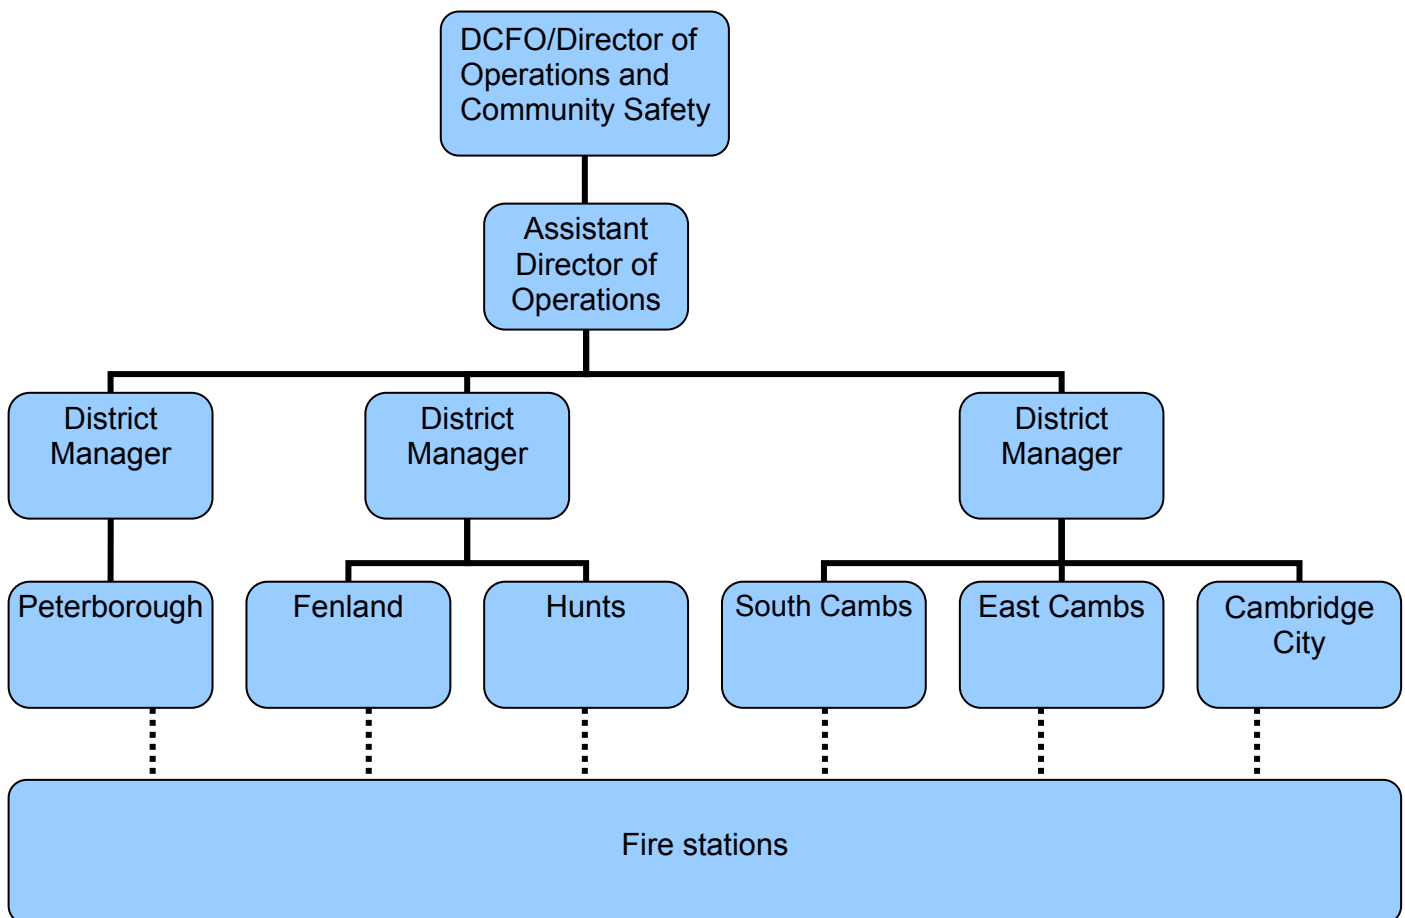 DCFO/Director of
Operations and
Community Safety
Assistant
Director of
Operations
District
Manager
District
Manager
District
Manager
Peterborough
Fenland
Hunts
South Cambs
East Cambs
Cambridge
City
Fire stations